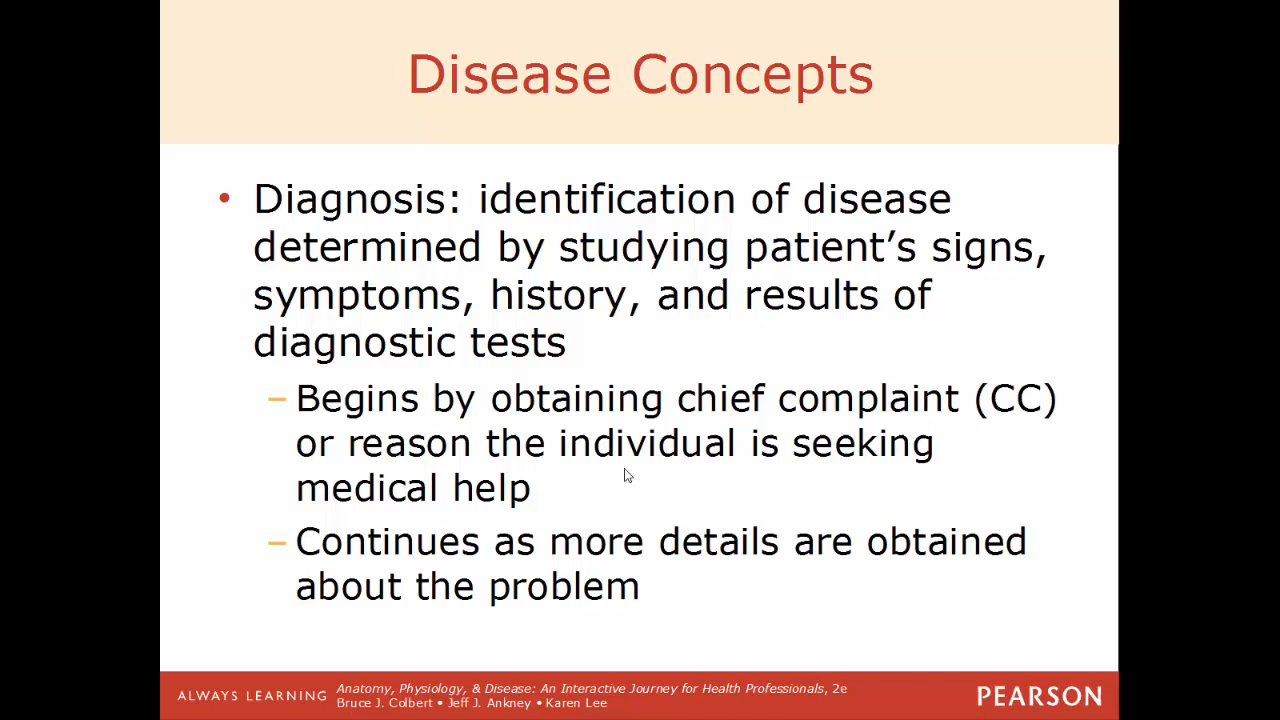 Disease Concepts
• Diagnosis: identification of disease
determined by studying patient’s signs,
symptoms, history, and results of
diagnostic tests
– Begins by obtaining chief complaint (CC)
or reason the individual is seeking
medical help
– Continues as more details are obtained
about the problem
ALWAYS LEARNING
Anatomy, Physiology, & Disease: An Interactive Journey for Health Professionals, 2e
Bruce J. Colbert • Jeff J. Ankney • Karen Lee
PEARSON